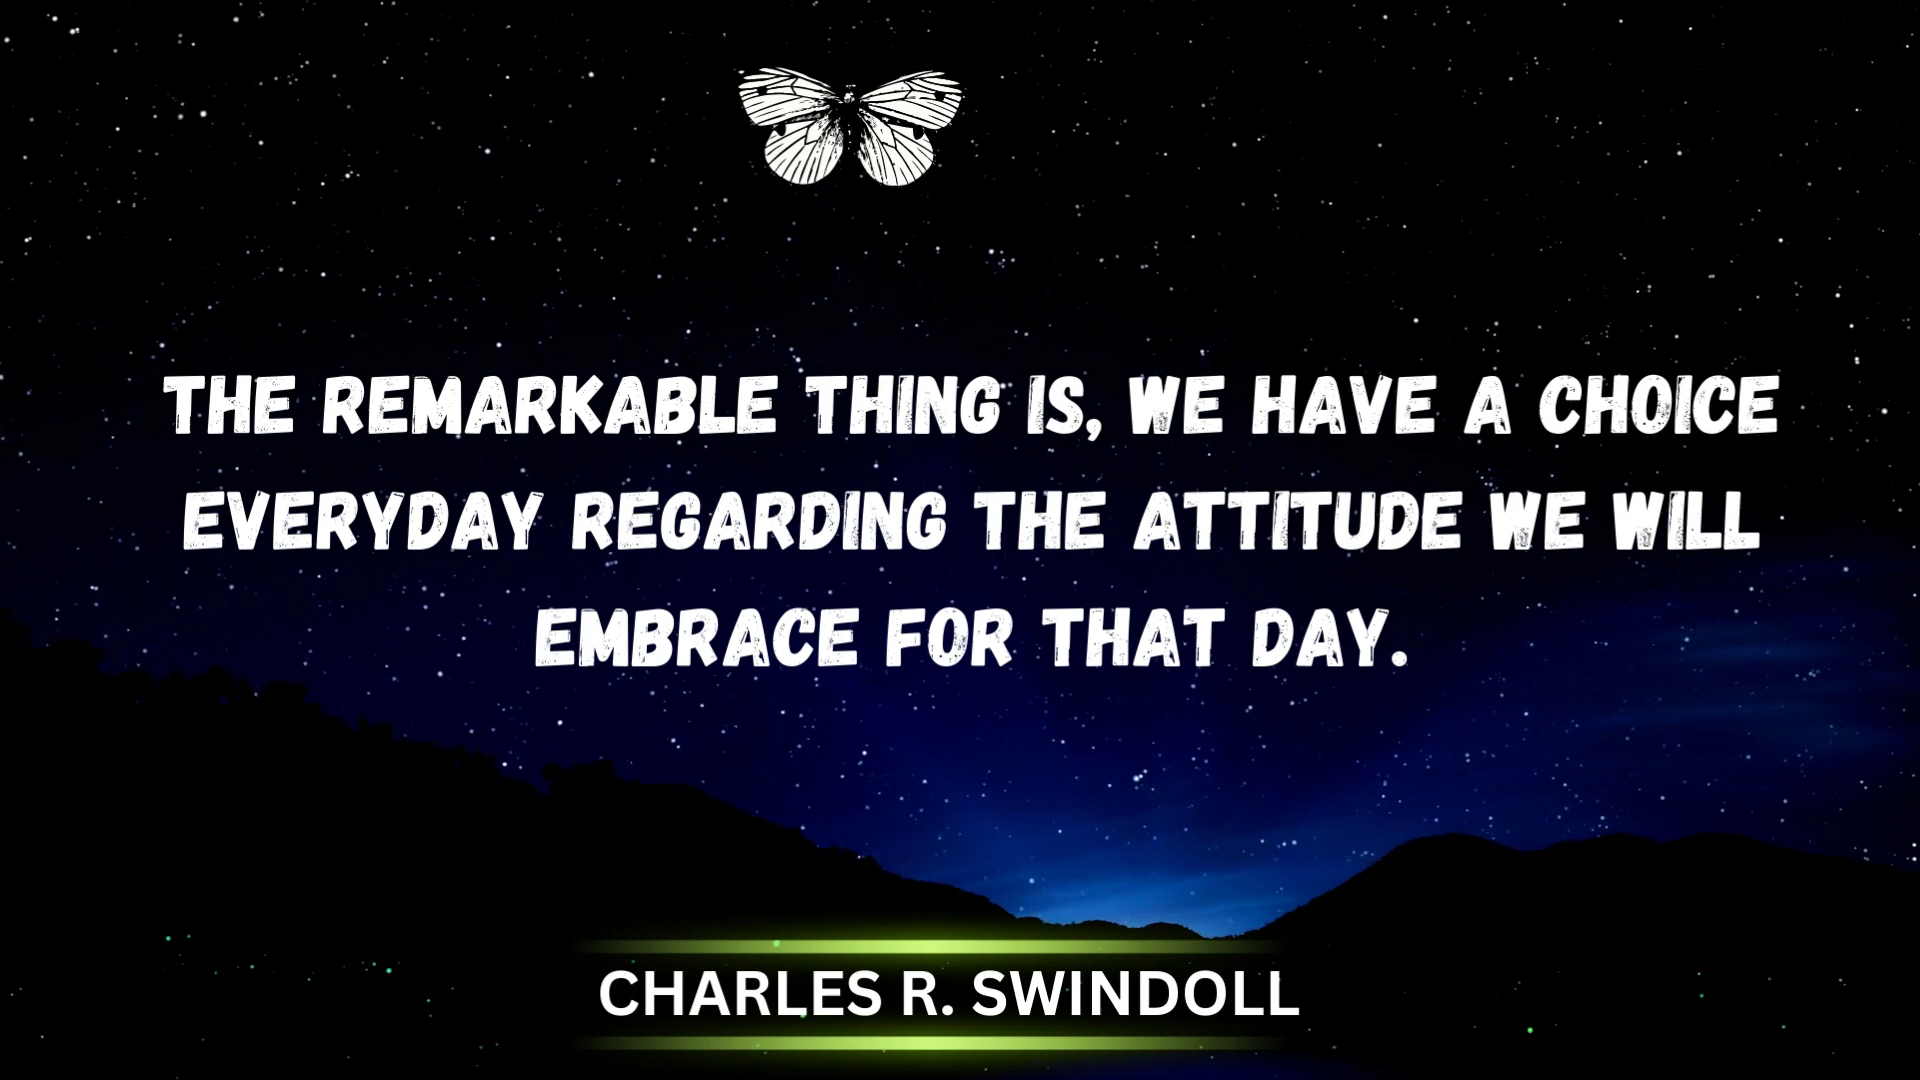 THE REMARKABLE THING IS, WE HAVE A CHOICE
EVERYDAY REGARDING THE ATTITUDE WE WILL
EMBRACE FOR THAT DAY.
CHARLES R. SWINDOLL